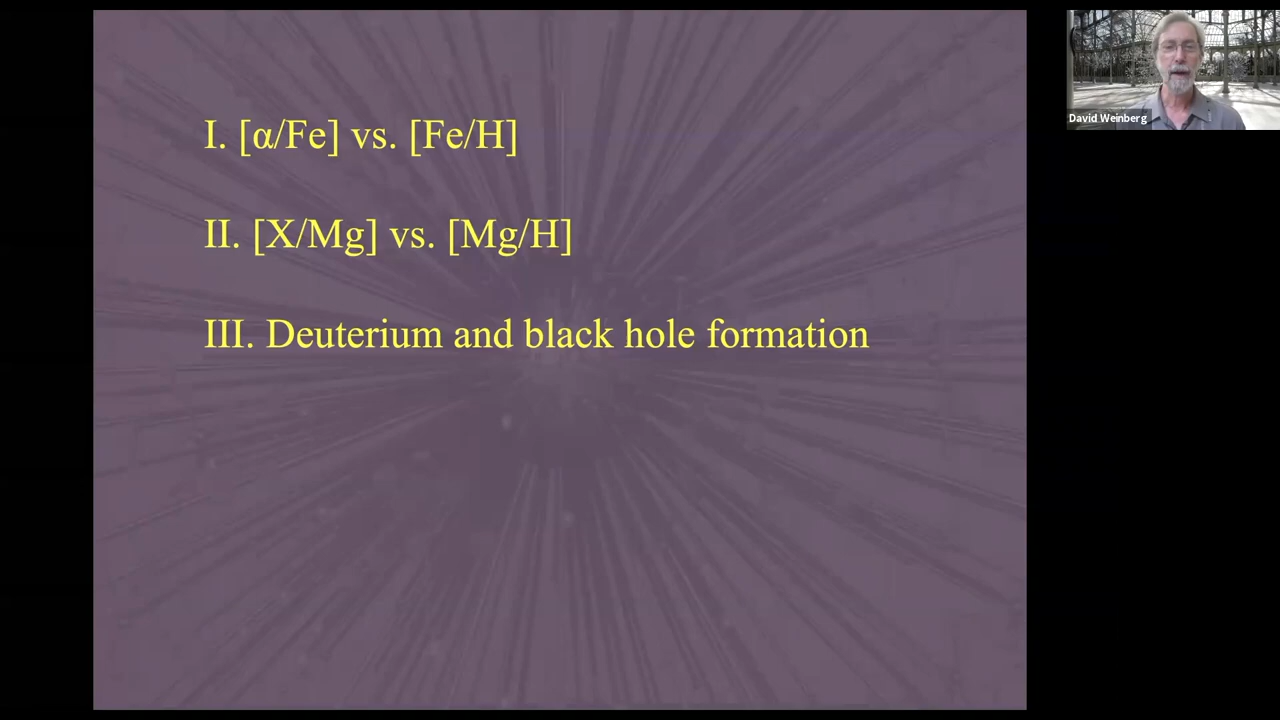 I. [α/Fe] vs. [Fe/H]
II. [X/Mg] vs. [Mg/H]
III. Deuterium and black hole formation
David Weinberg